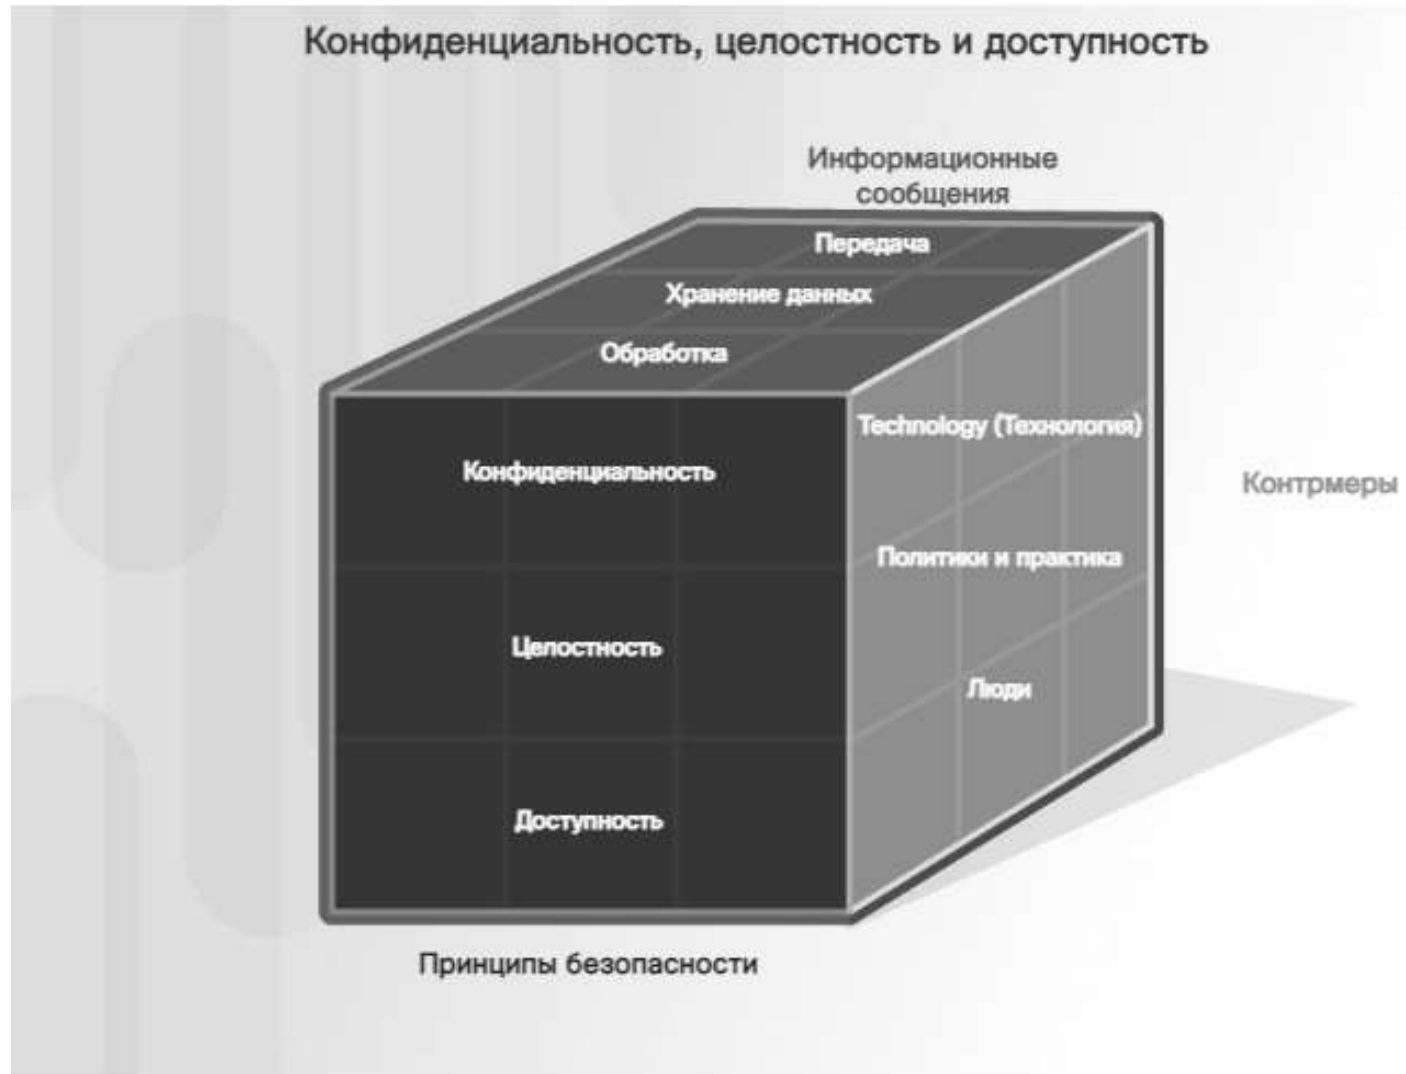 Конфиденциальность, целостность и доступность
Информационные
сообщения
Передача
Хранение данных
Обработка
Конфиденциальность
Целостность
Доступность
Technology (Технология)
Политики и практика
Люди
Контрмеры
Принципы безопасности